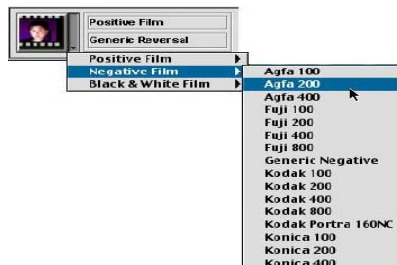 Positive Film
Generic Reversal
Positive Film
Negative Film
Black & White Film
Agfa 100
Agfa 200
Agfa 400
Fuji 100
Fuji 200
Fuji 400
Fuji 800
Generic Negative
Kodak 100
Kodak 200
Kodak 400
Kodak 800
Kodak Portra 160NC
Konica 100
Konica 200
Konica 400